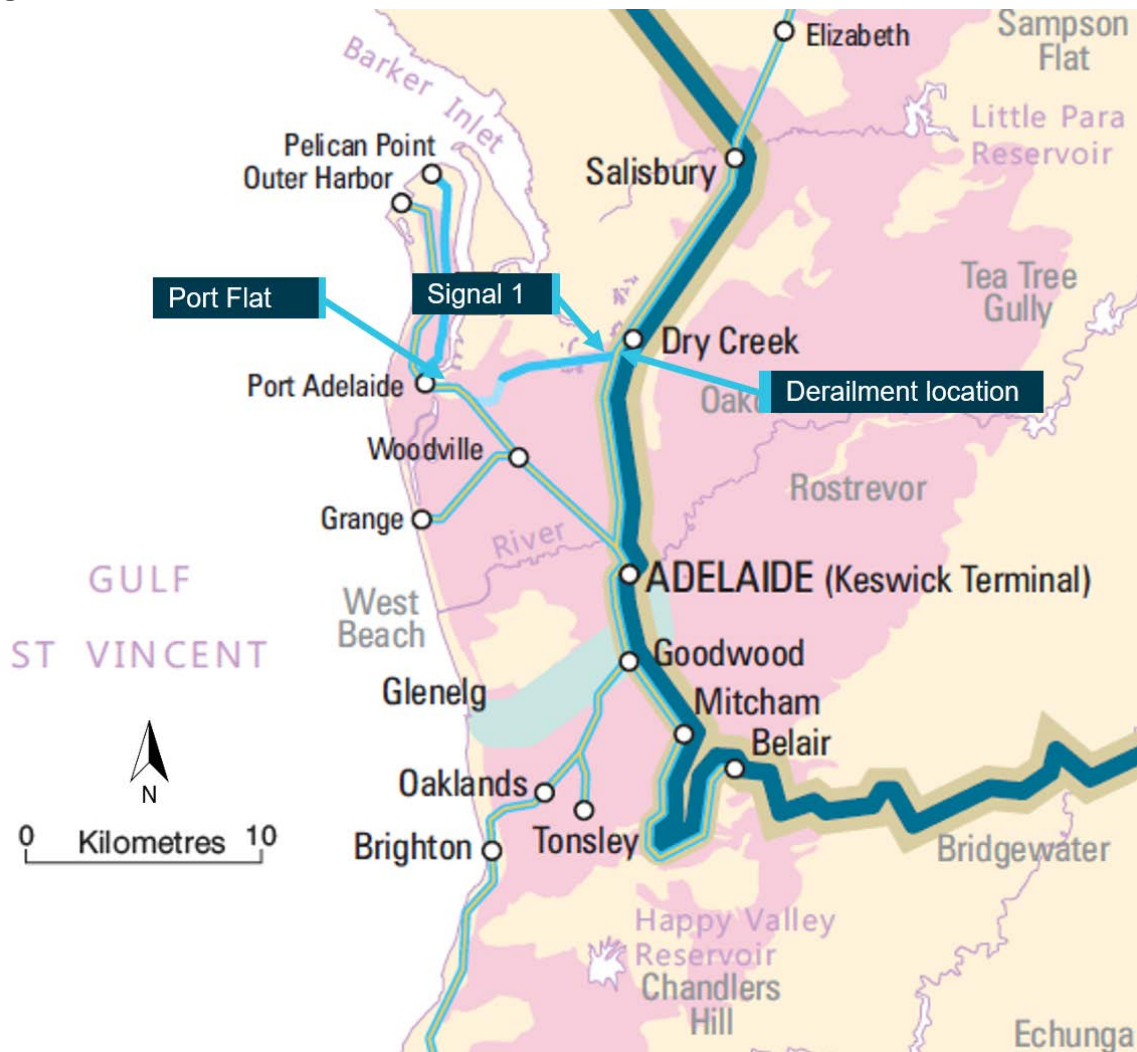 Sampson
Flat
Elizabeth
Barker Inlet
Little Para
Reservoir
Pelican Point
Outer Harbor
Salisbury
Tea Tree
Gully
Port Flat
Signal 1
Dry Creek
Port Adelaide
Derailment location
Woodville
Rostrevor
Grange
River
GULF
ST VINCENT
ADELAIDE (Keswick Terminal)
West
Beach
Goodwood
Glenelg
Mitcham
Belair
N
Oaklands
0 Kilometres 10
Brighton
Tonsley
Bridgewater
Happy Valley
Reservoir
Chandlers
Hill
Echunga